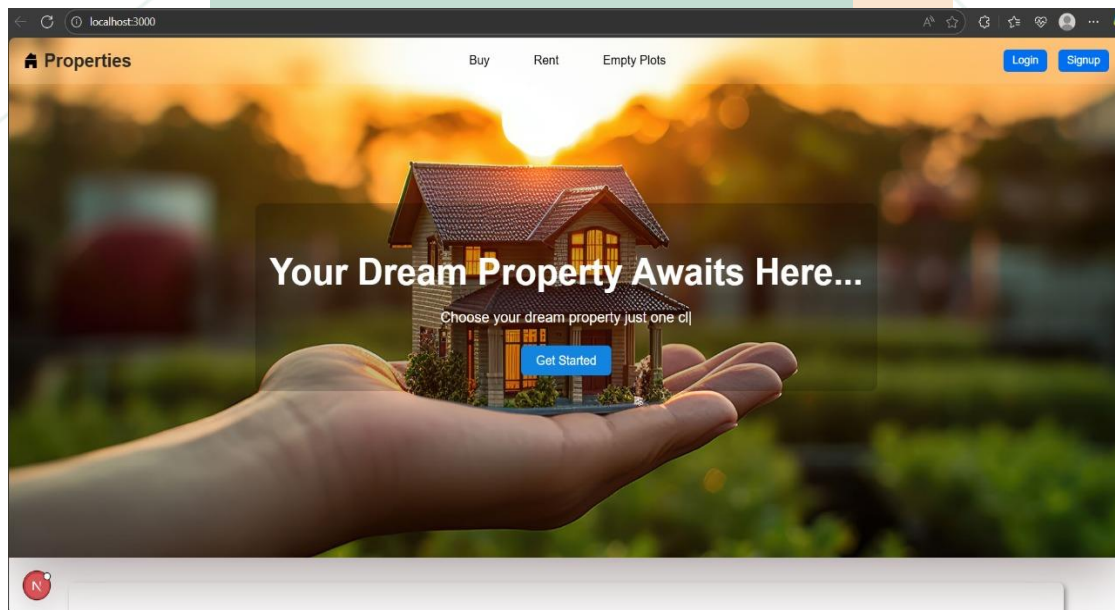 localhost:3000
Properties
Buy Rent Empty Plots
Login Signup
Your Dream Property Awaits Here...
Choose your dream property just one cl|
Get Started
N